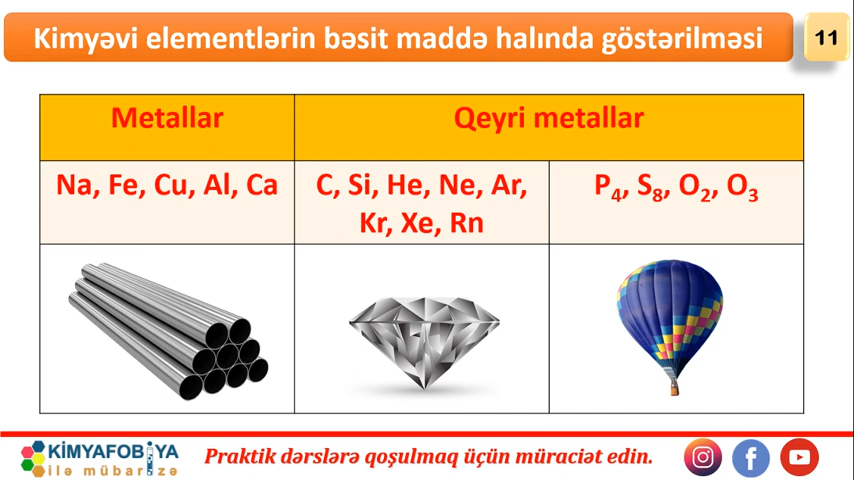 Kimyəvi elementlərin bəsit maddə halında göstərilməsi
11
Metallar
Qeyri metallar
Na, Fe, Cu, Al, Ca
C, Si, He, Ne, Ar,
Kr, Xe, Rn
P₄, S₈, O₂, O₃
KİMYAFOBİYA
ilə mübarizə
Praktik dərslərə qoşulmaq üçün müraciət edin.